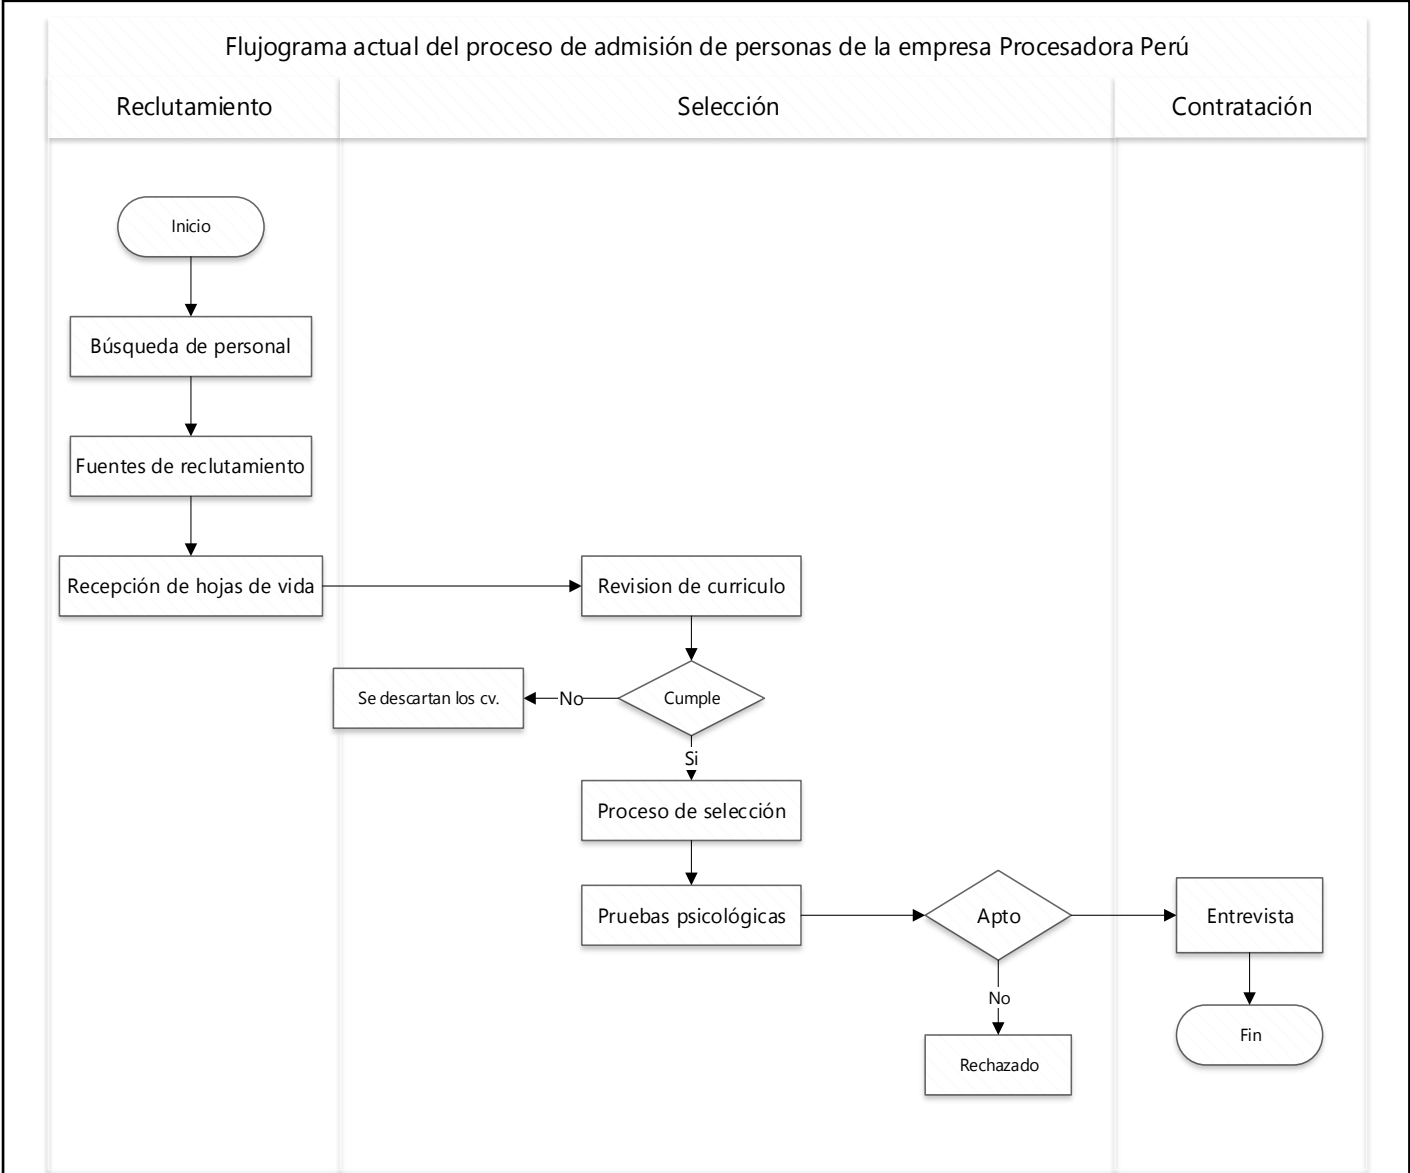 Flujograma actual del proceso de admisión de personas de la empresa Procesadora Perú
Reclutamiento
Selección
Contratación
Inicio
Búsqueda de personal
Fuentes de reclutamiento
Recepción de hojas de vida
Revision de curriculo
Se descartan los cv.
No
Cumple
Si
Proceso de selección
Pruebas psicológicas
Apto
Entrevista
No
Rechazado
Fin